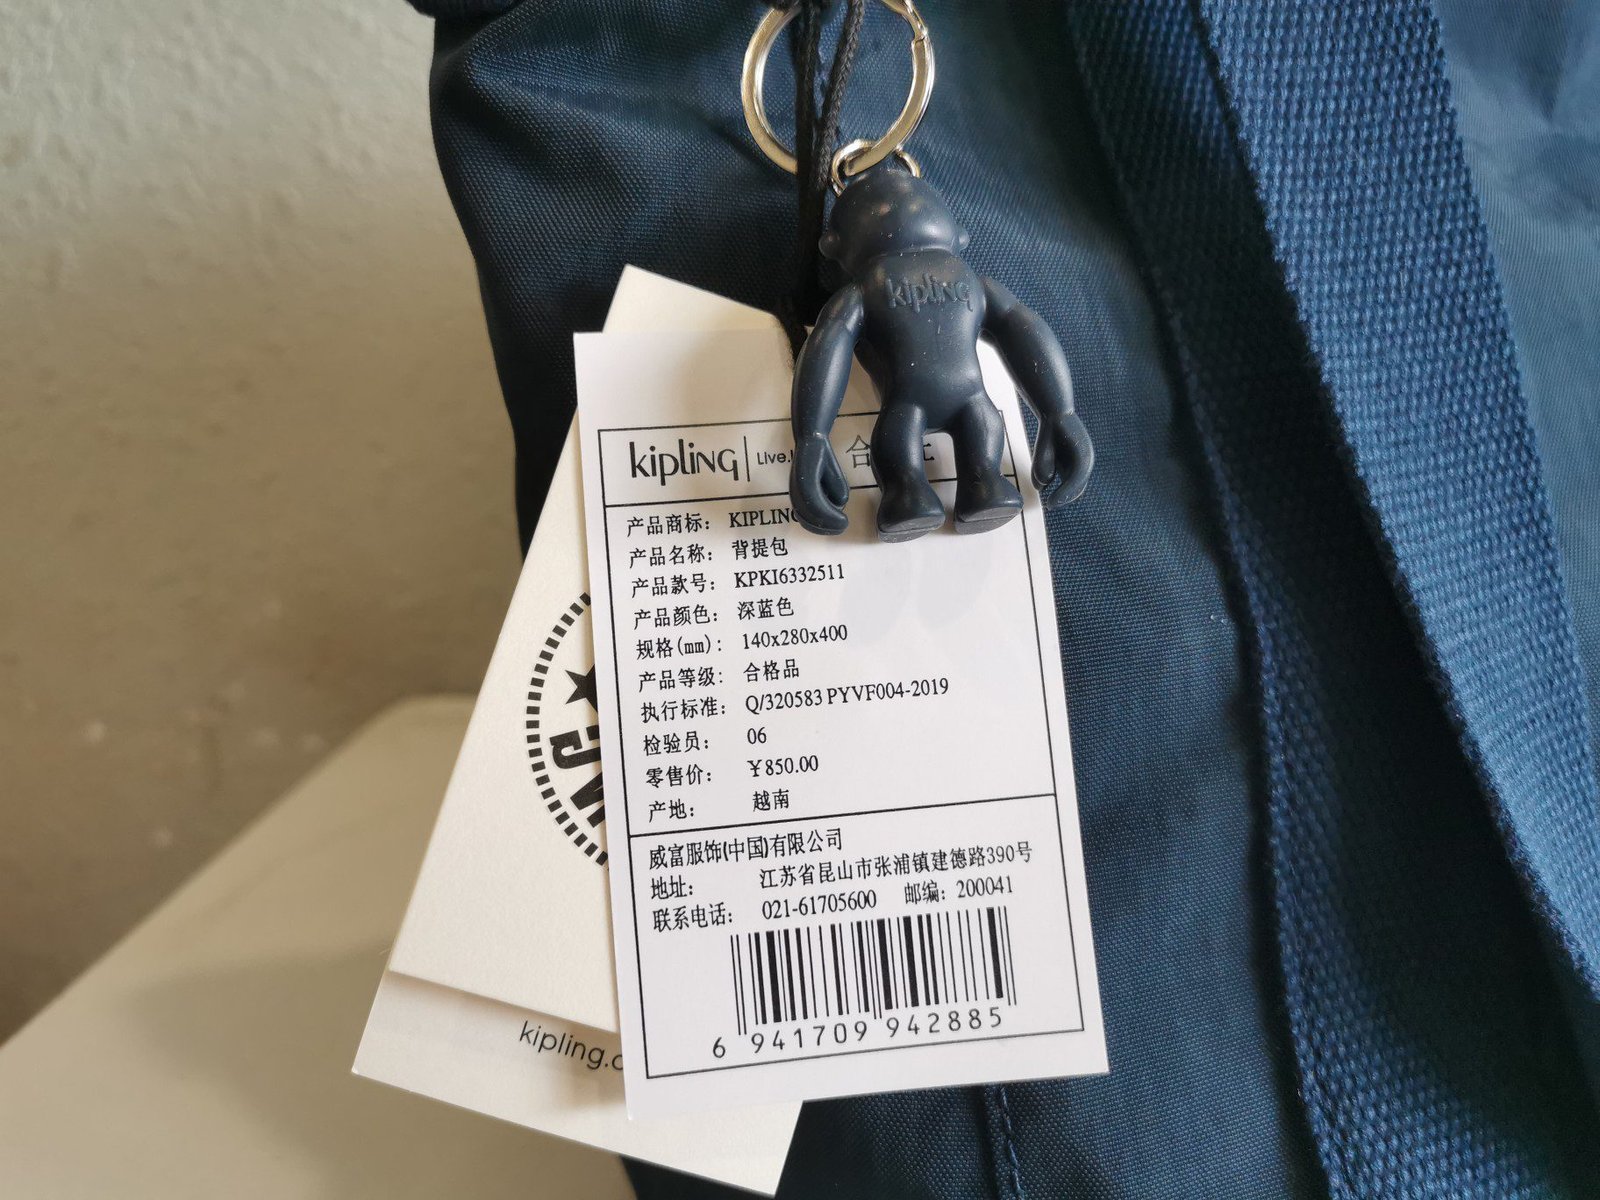 kipling
kipling Live.
合
产品商标: KIPLING
产品名称: 背提包
产品款号: KPKI6332511
产品颜色: 深蓝色
规格(mm): 140x280x400
产品等级: 合格品
执行标准: Q/320583 PYVF004-2019
检验员: 06
零售价: ¥850.00
产地: 越南
威富服饰(中国)有限公司
地址: 江苏省昆山市张浦镇建德路390号
联系电话: 021-61705600 邮编: 200041
6 941709 942885
kipling.c